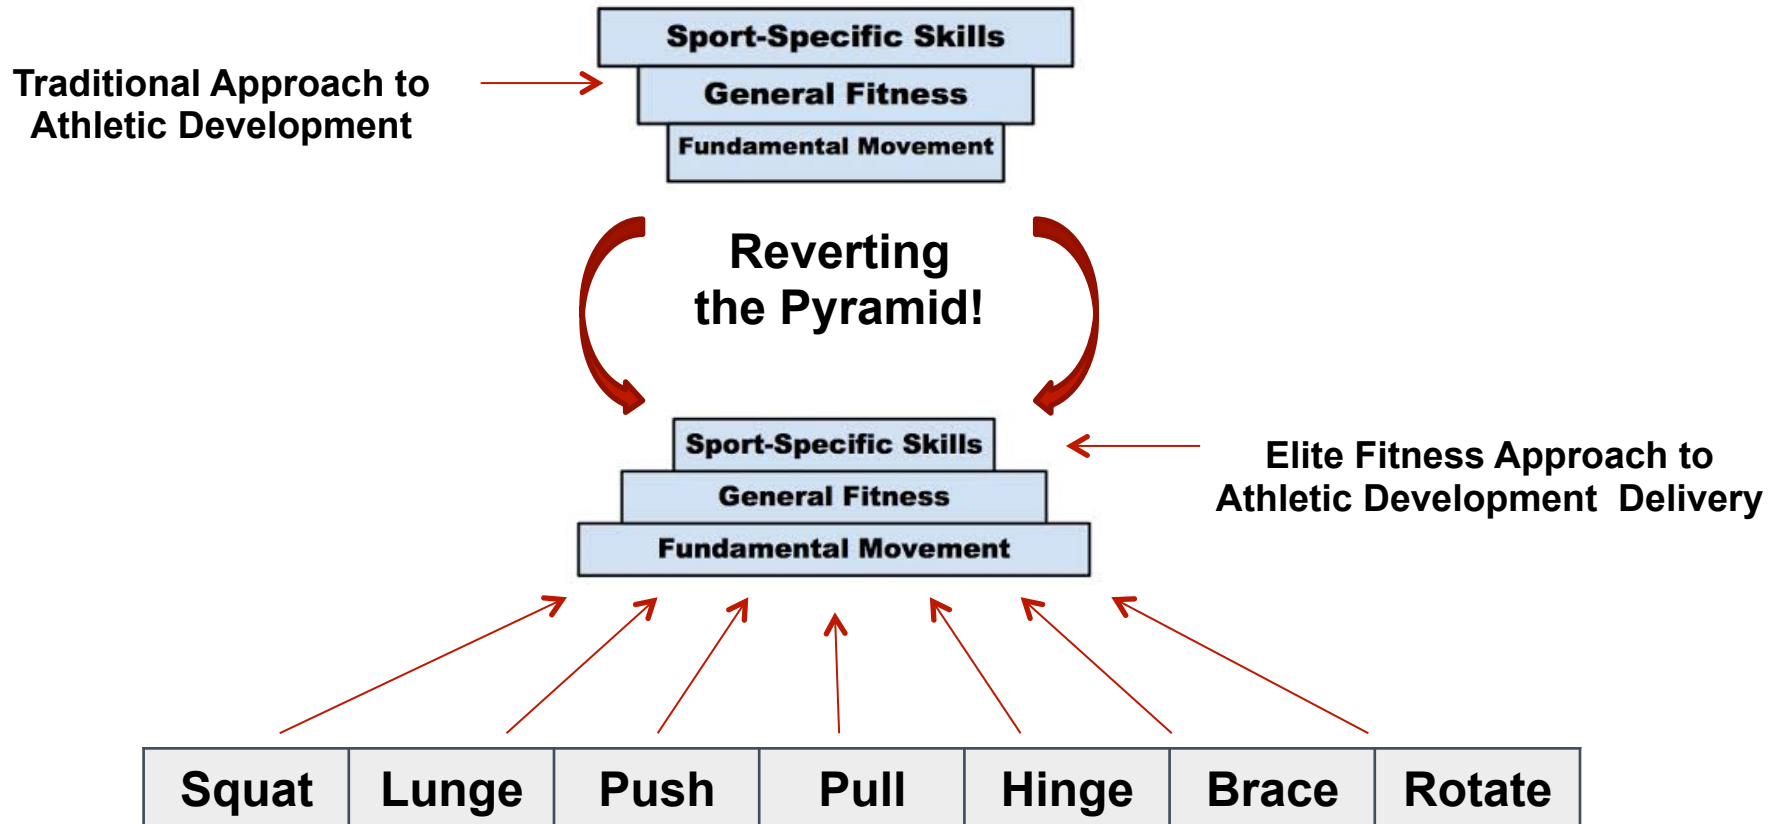 Sport-Specific Skills
Traditional Approach to
Athletic Development
General Fitness
Fundamental Movement
Reverting
the Pyramid!
Sport-Specific Skills
General Fitness
Fundamental Movement
Elite Fitness Approach to
Athletic Development  Delivery
Squat Lunge Push Pull Hinge Brace Rotate